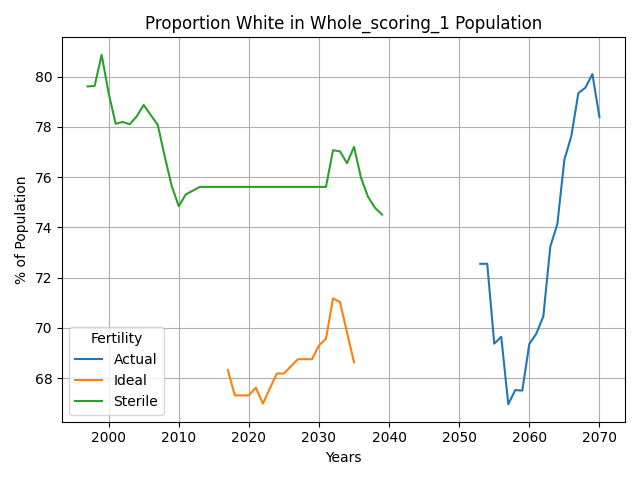 Proportion White in Whole_scoring_1 Population
% of Population
80
78
76
74
72
70
68
Fertility
Actual
Ideal
Sterile
2000 2010 2020 2030 2040 2050 2060 2070
Years